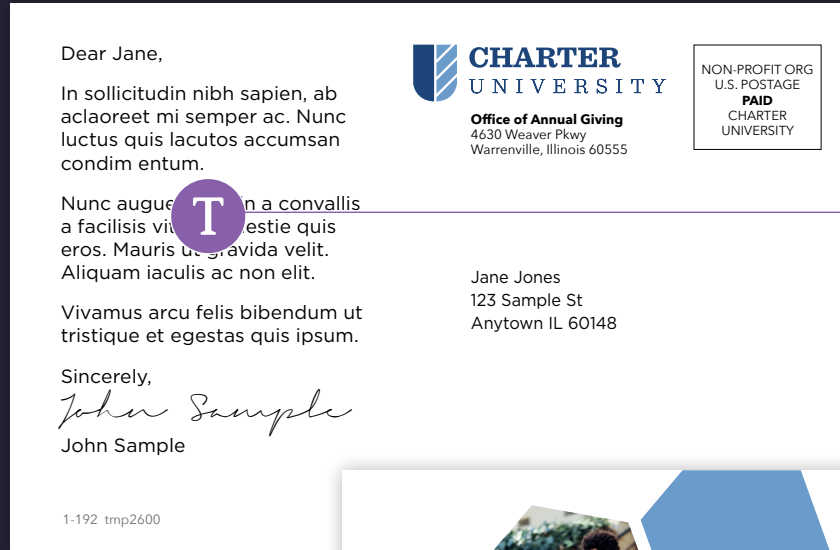 Dear Jane,
In sollicitudin nibh sapien, ab
aclaoreet mi semper ac. Nunc
luctus quis lacutos accumsan
condim entum.
Nunc augue in a convallis
a facilisis estie quis
eros. Mauris ut gravida velit.
Aliquam iaculis ac non elit.
Vivamus arcu felis bibendum ut
tristique et egestas quis ipsum.
Sincerely,
John Sample
John Sample
1-192 tmp2600
T
CHARTER
UNIVERSITY
Office of Annual Giving
4630 Weaver Pkwy
Warrenville, Illinois 60555
NON-PROFIT ORG
U.S. POSTAGE
PAID
CHARTER
UNIVERSITY
Jane Jones
123 Sample St
Anytown IL 60148